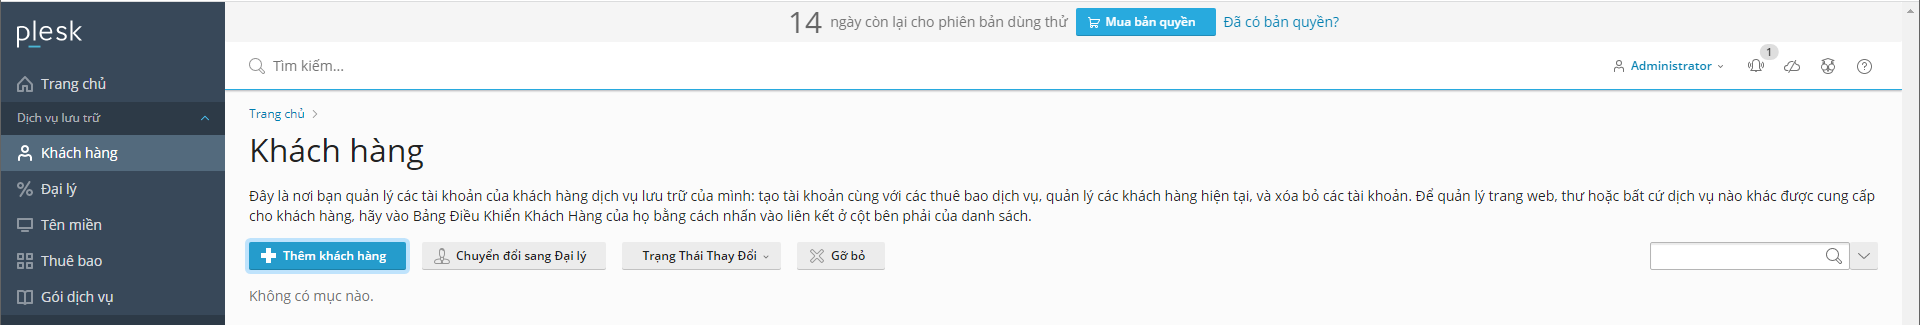 plesk
14 ngày còn lại cho phiên bản dùng thử Mua bản quyền Đã có bản quyền?
Tìm kiếm...
Administrator
1
Trang chủ
Dịch vụ lưu trữ
Khách hàng
Đại lý
Tên miền
Thuê bao
Gói dịch vụ
Trang chủ
Khách hàng
Đây là nơi bạn quản lý các tài khoản của khách hàng dịch vụ lưu trữ của mình: tạo tài khoản cùng với các thuê bao dịch vụ, quản lý các khách hàng hiện tại, và xóa bỏ các tài khoản. Để quản lý trang web, thư hoặc bất cứ dịch vụ nào khác được cung cấp
cho khách hàng, hãy vào Bảng Điều Khiển Khách Hàng của họ bằng cách nhấn vào liên kết ở cột bên phải của danh sách.
Thêm khách hàng Chuyển đổi sang Đại lý Trạng Thái Thay Đổi Gỡ bỏ
Không có mục nào.